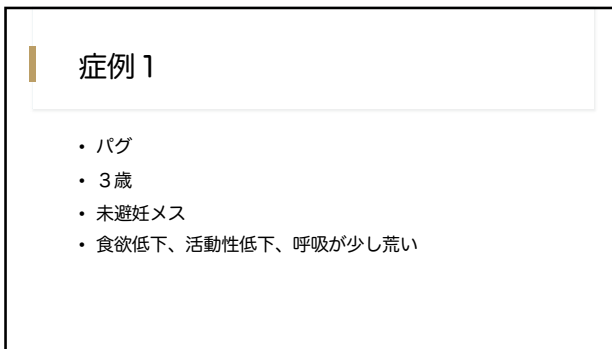 症例１
• パグ
• ３歳
• 未避妊メス
• 食欲低下、活動性低下、呼吸が少し荒い